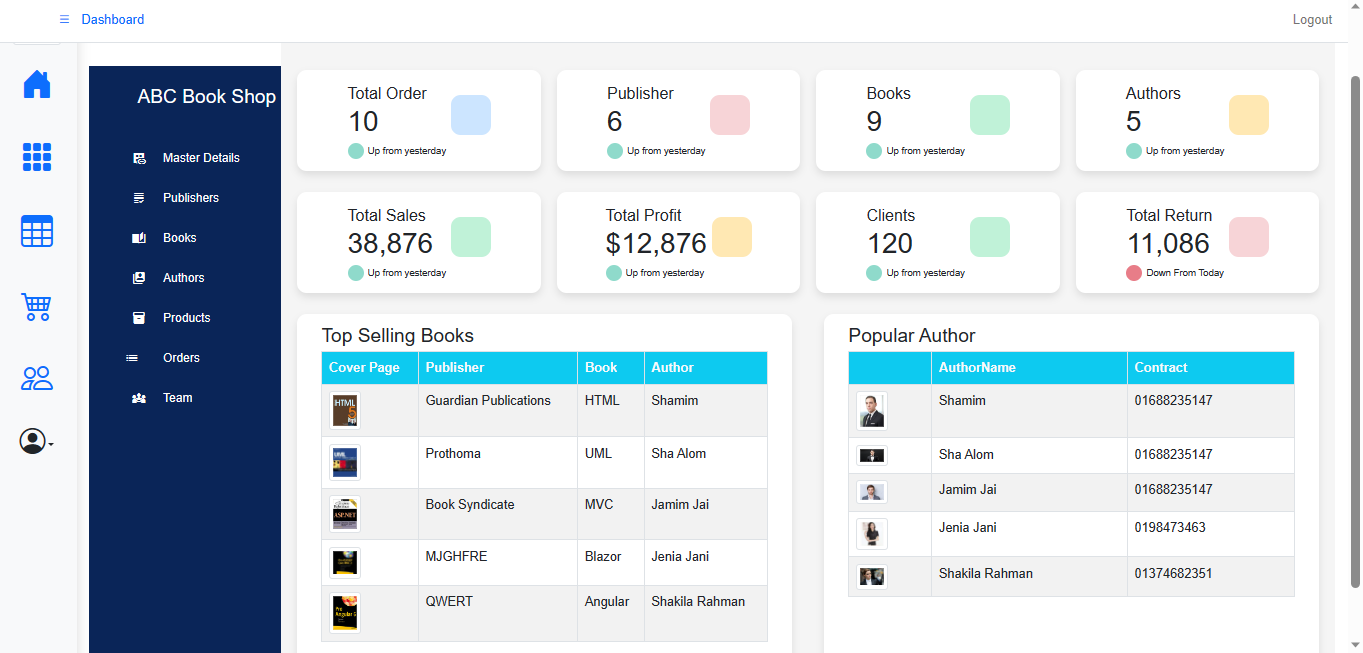 Dashboard
Logout
ABC Book Shop
Master Details
Publishers
Books
Authors
Products
Orders
Team
Total Order
10
Up from yesterday
Publisher
6
Up from yesterday
Books
9
Up from yesterday
Authors
5
Up from yesterday
Total Sales
38,876
Up from yesterday
Total Profit
$12,876
Up from yesterday
Clients
120
Up from yesterday
Total Return
11,086
Down From Today
Top Selling Books
Cover Page Publisher Book Author
HTML 5 Guardian Publications HTML Shamim
UML Prothoma UML Sha Alom
ASP.NET Book Syndicate MVC Jamim Jai
MJGHFRE Blazor Jenia Jani
Pro Angular QWERT Angular Shakila Rahman
Popular Author
AuthorName Contract
Shamim 01688235147
Sha Alom 01688235147
Jamim Jai 01688235147
Jenia Jani 0198473463
Shakila Rahman 01374682351